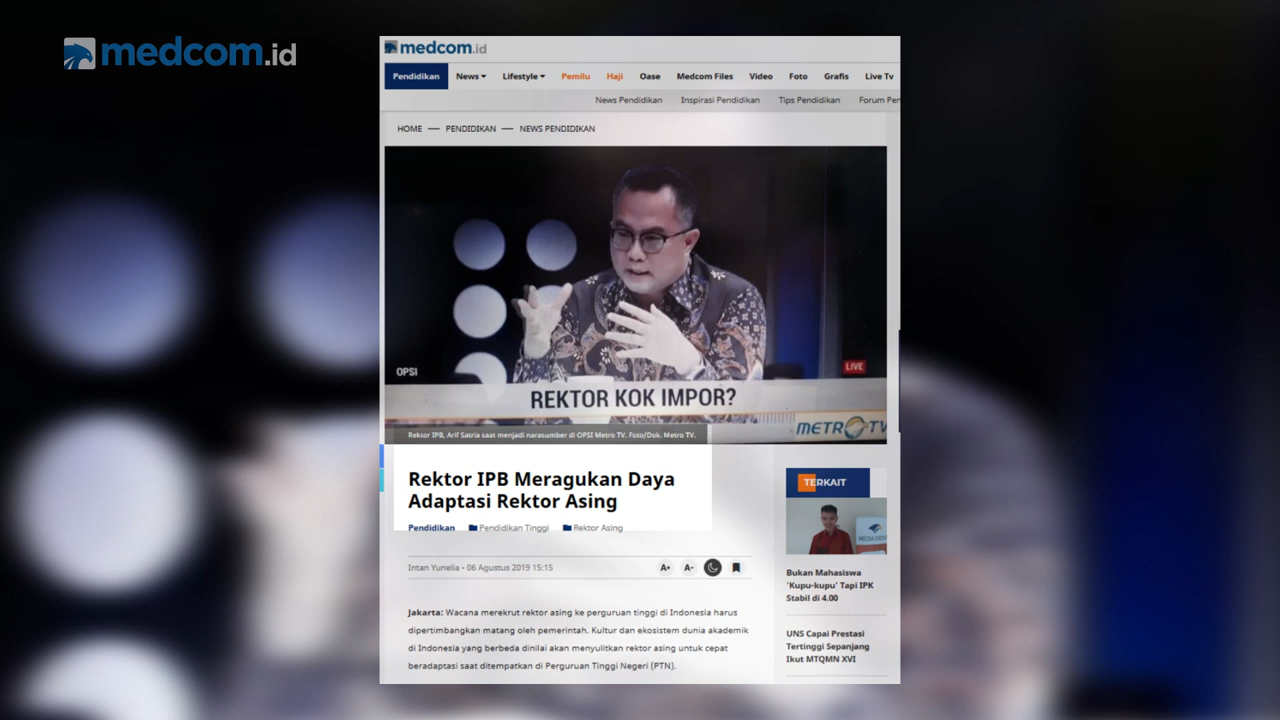 medcom.id
medcom.id
Pendidikan News Lifestyle Pemilu Haji Oase Medcom Files Video Foto Grafis Live Tv
News Pendidikan Inspirasi Pendidikan Tips Pendidikan Forum Pen
HOME — PENDIDIKAN — NEWS PENDIDIKAN
OPSI
LIVE
REKTOR KOK IMPOR?
METRO TV
Rektor IPB, Arif Satria saat menjadi narasumber di OPSI Metro TV. Foto/Dok. Metro TV.
Rektor IPB Meragukan Daya
Adaptasi Rektor Asing
Pendidikan Pendidikan Tinggi Rektor Asing
Intan Yunelia • 06 Agustus 2019 15:15
A+ A-
Jakarta: Wacana merekrut rektor asing ke perguruan tinggi di Indonesia harus
dipertimbangkan matang oleh pemerintah. Kultur dan ekosistem dunia akademik
di Indonesia yang berbeda dinilai akan menyulitkan rektor asing untuk cepat
beradaptasi saat ditempatkan di Perguruan Tinggi Negeri (PTN).
TERKAIT
Bukan Mahasiswa
'Kupu-kupu' Tapi IPK
Stabil di 4.00
UNS Capai Prestasi
Tertinggi Sepanjang
Ikut MTQMN XVI